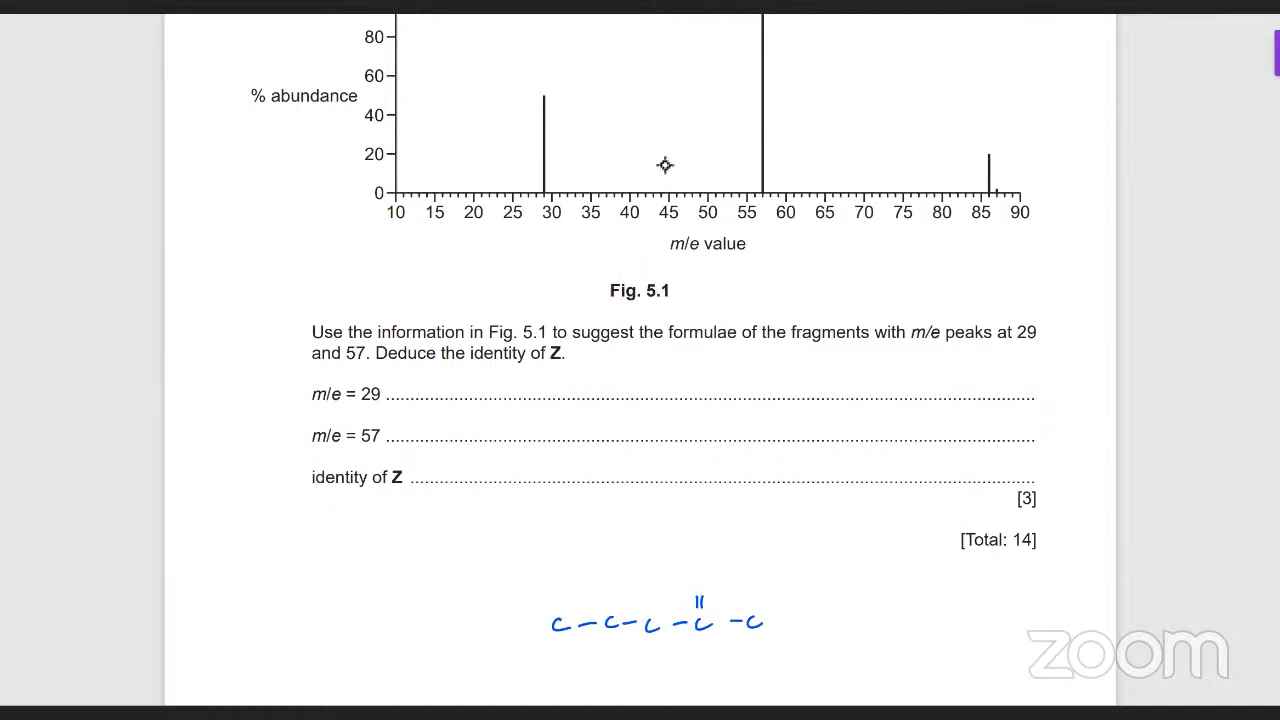 80
60
% abundance
40
20
0
10 15 20 25 30 35 40 45 50 55 60 65 70 75 80 85 90
m/e value
Fig. 5.1
Use the information in Fig. 5.1 to suggest the formulae of the fragments with m/e peaks at 29
and 57. Deduce the identity of Z.
m/e = 29 ........................................................................................................................
m/e = 57 ........................................................................................................................
identity of Z ...................................................................................................................
[3]
[Total: 14]
C – C – C – C – C
zoom